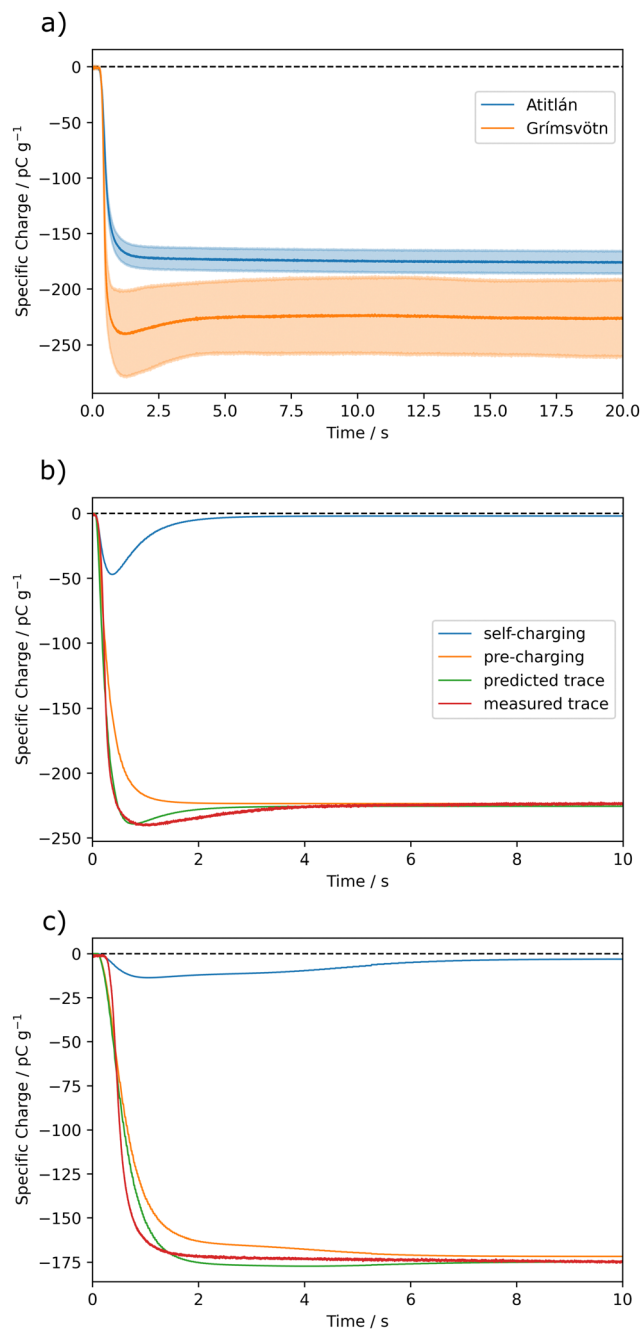 a)
0
−50
−100
−150
−200
−250
Specific Charge / pC g⁻¹
Atitlán
Grímsvötn
0.0 2.5 5.0 7.5 10.0 12.5 15.0 17.5 20.0
Time / s
b)
0
−50
−100
−150
−200
−250
Specific Charge / pC g⁻¹
self-charging
pre-charging
predicted trace
measured trace
0 2 4 6 8 10
Time / s
c)
0
−25
−50
−75
−100
−125
−150
−175
Specific Charge / pC g⁻¹
0 2 4 6 8 10
Time / s